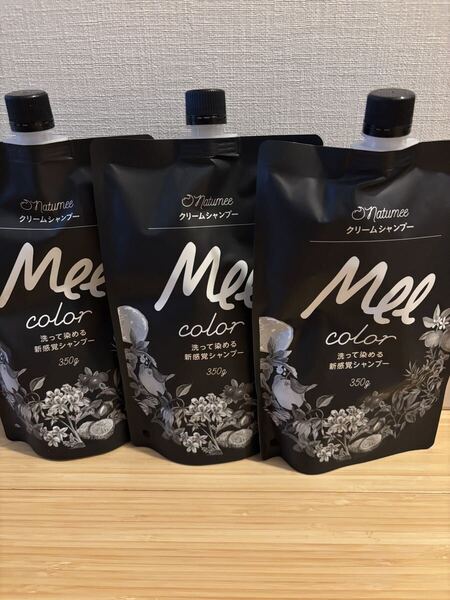 Natumee
クリームシャンプー
Mee
color
洗って染める
新感覚シャンプー
350g
Natumee
クリームシャンプー
Mee
color
洗って染める
新感覚シャンプー
350g
Natumee
クリームシャンプー
Mee
color
洗って染める
新感覚シャンプー
350g